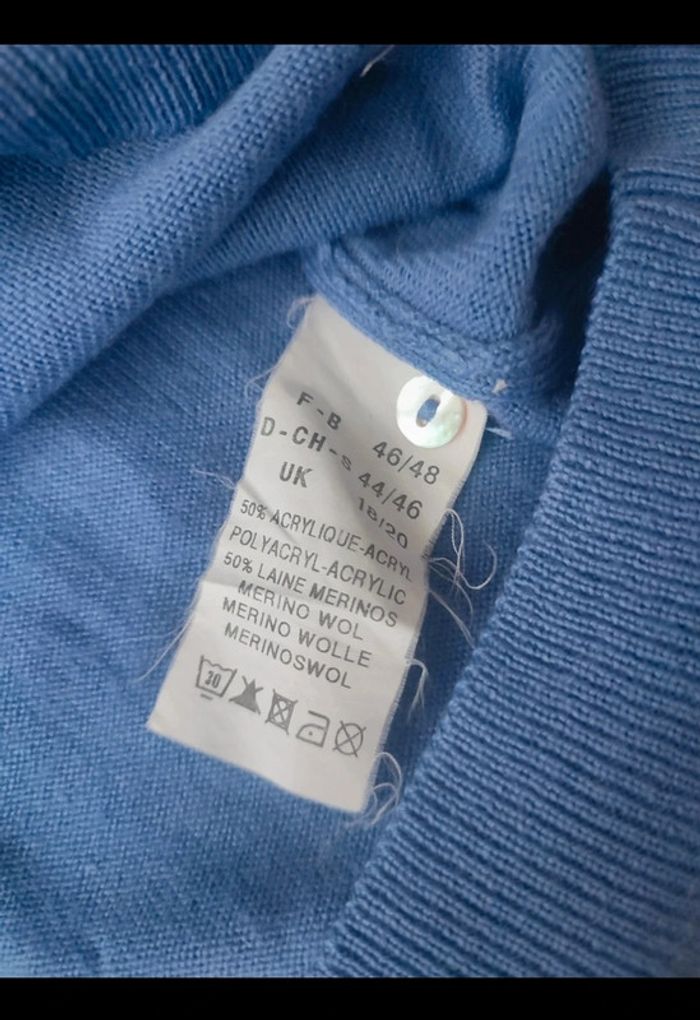 F-B 46/48
D-CH-S 44/46
UK 18/20
50% ACRYLIQUE-ACRYL
POLYACRYL-ACRYLIC
50% LAINE MERINOS
MERINO WOL
MERINO WOLLE
MERINOSWOL
30